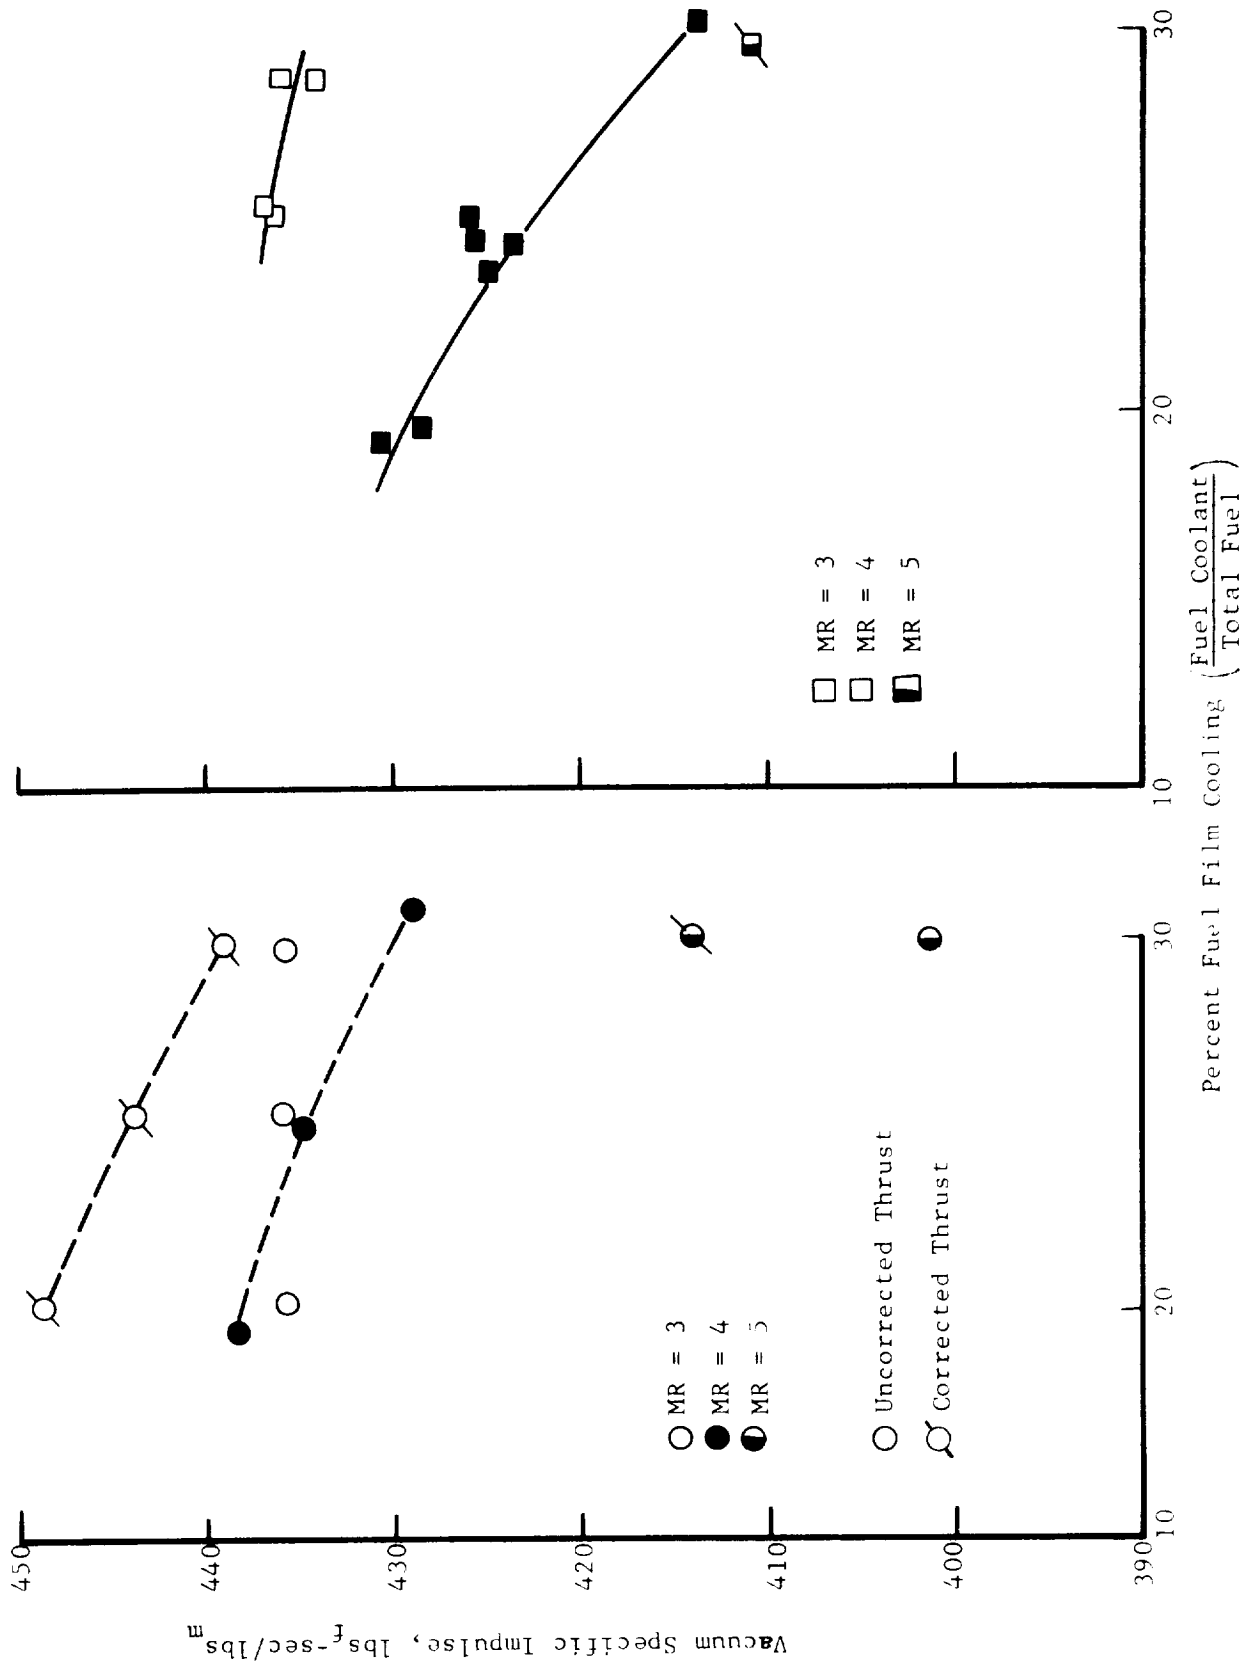 Vacuum Specific Impulse, lbsf-sec/lbsm
450
440
430
420
410
400
390
10
20
30
MR = 3
MR = 4
MR = 5
Uncorrected Thrust
Corrected Thrust
10
20
30
MR = 3
MR = 4
MR = 5
Percent Fuel Film Cooling (Fuel Coolant
Total Fuel)